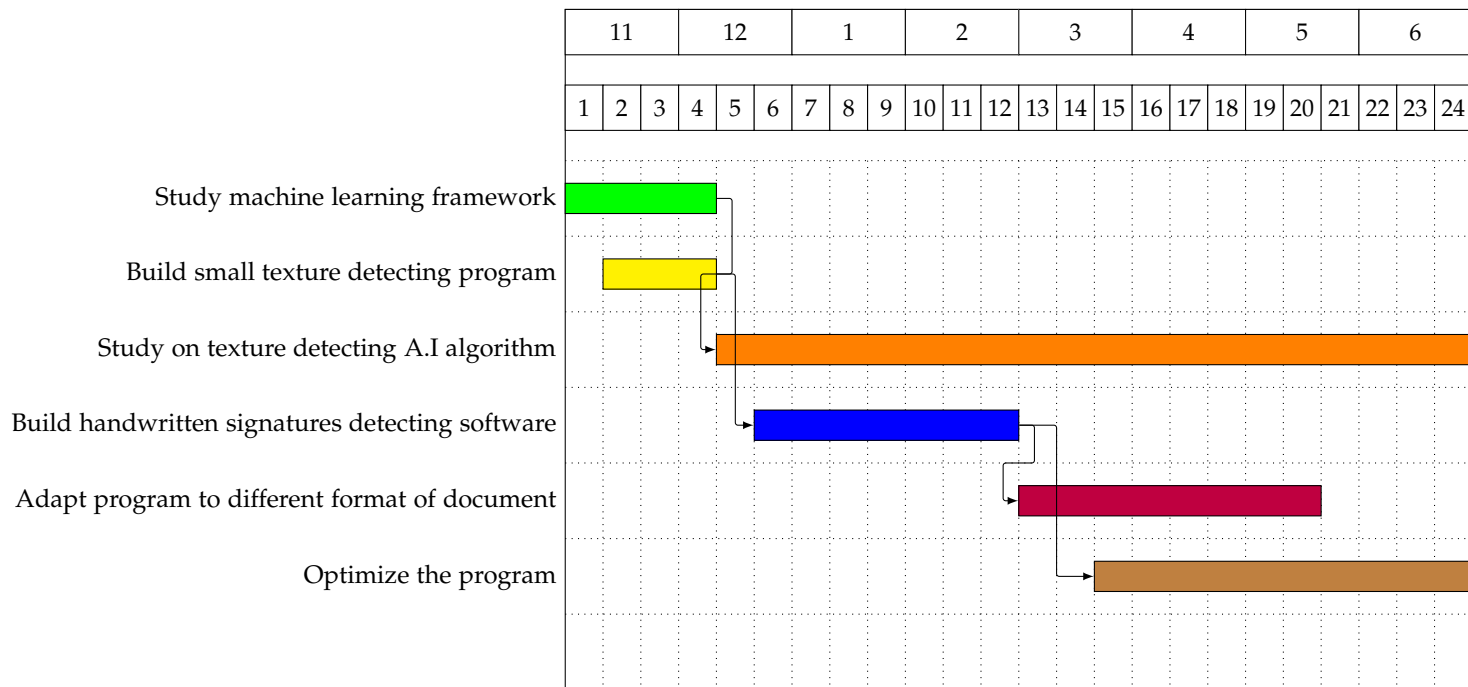 11 12 1 2 3 4 5 6
1 2 3 4 5 6 7 8 9 10 11 12 13 14 15 16 17 18 19 20 21 22 23 24
Study machine learning framework
Build small texture detecting program
Study on texture detecting A.I algorithm
Build handwritten signatures detecting software
Adapt program to different format of document
Optimize the program